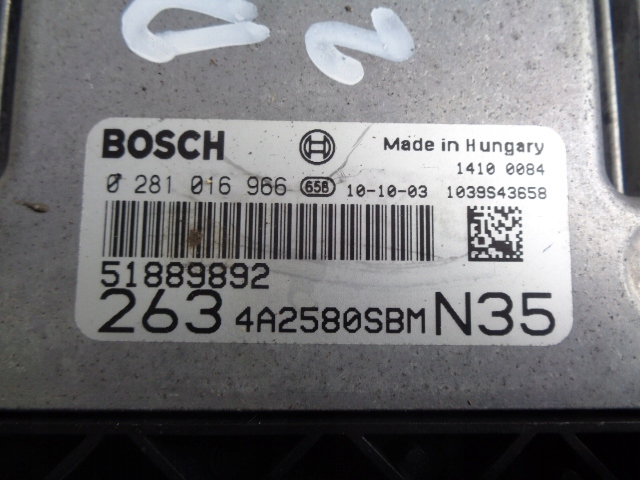 BOSCH Made in Hungary
1410 0084
0 281 016 966 658 10-10-03 1039S43658
51889892
263 4A2580SBM N35